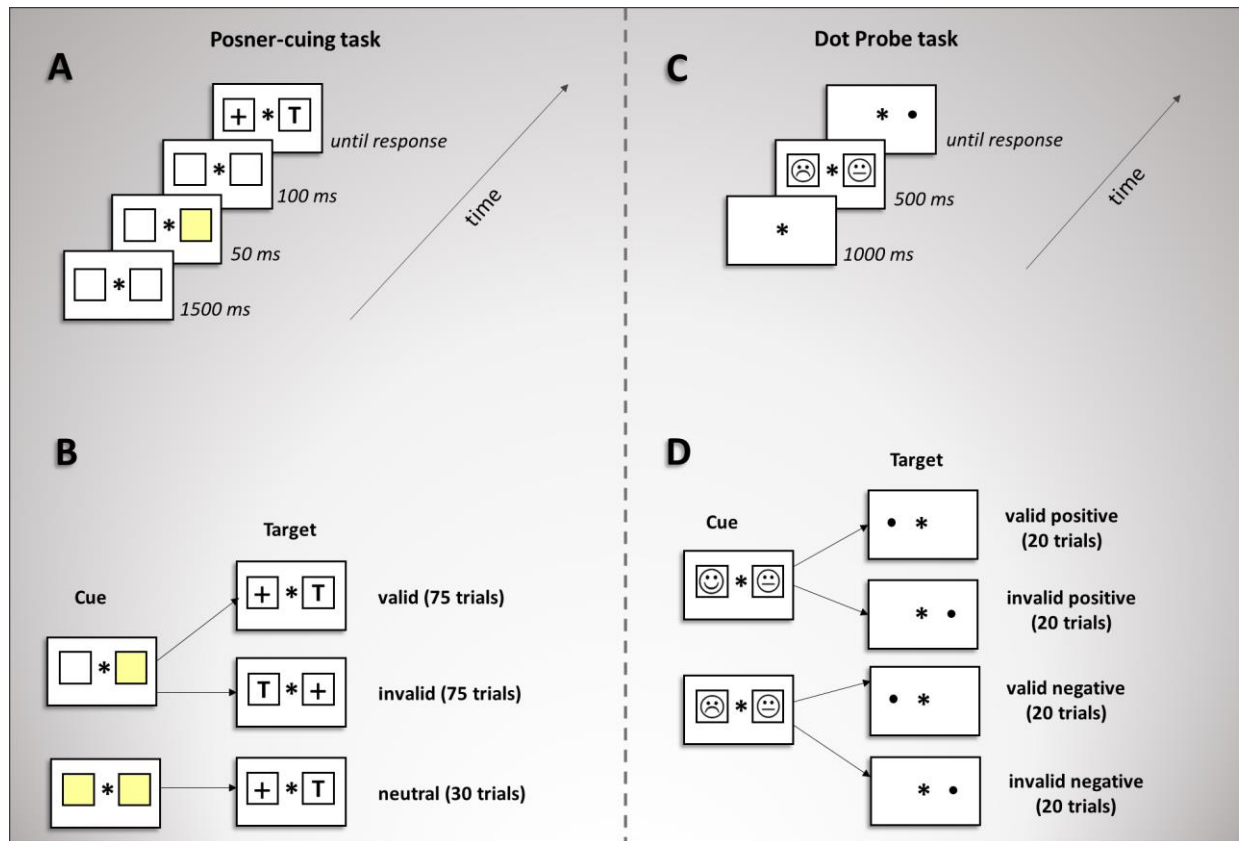 Posner-cuing task
A
+ * T
until response
*
100 ms
*
50 ms
*
1500 ms
time
B
Target
Cue
+ * T
valid (75 trials)
*
T * +
invalid (75 trials)
*
+ * T
neutral (30 trials)
Dot Probe task
C
*
until response
*
500 ms
*
1000 ms
time
D
Target
Cue
*
valid positive
(20 trials)
*
*
invalid positive
(20 trials)
*
*
valid negative
(20 trials)
*
invalid negative
(20 trials)